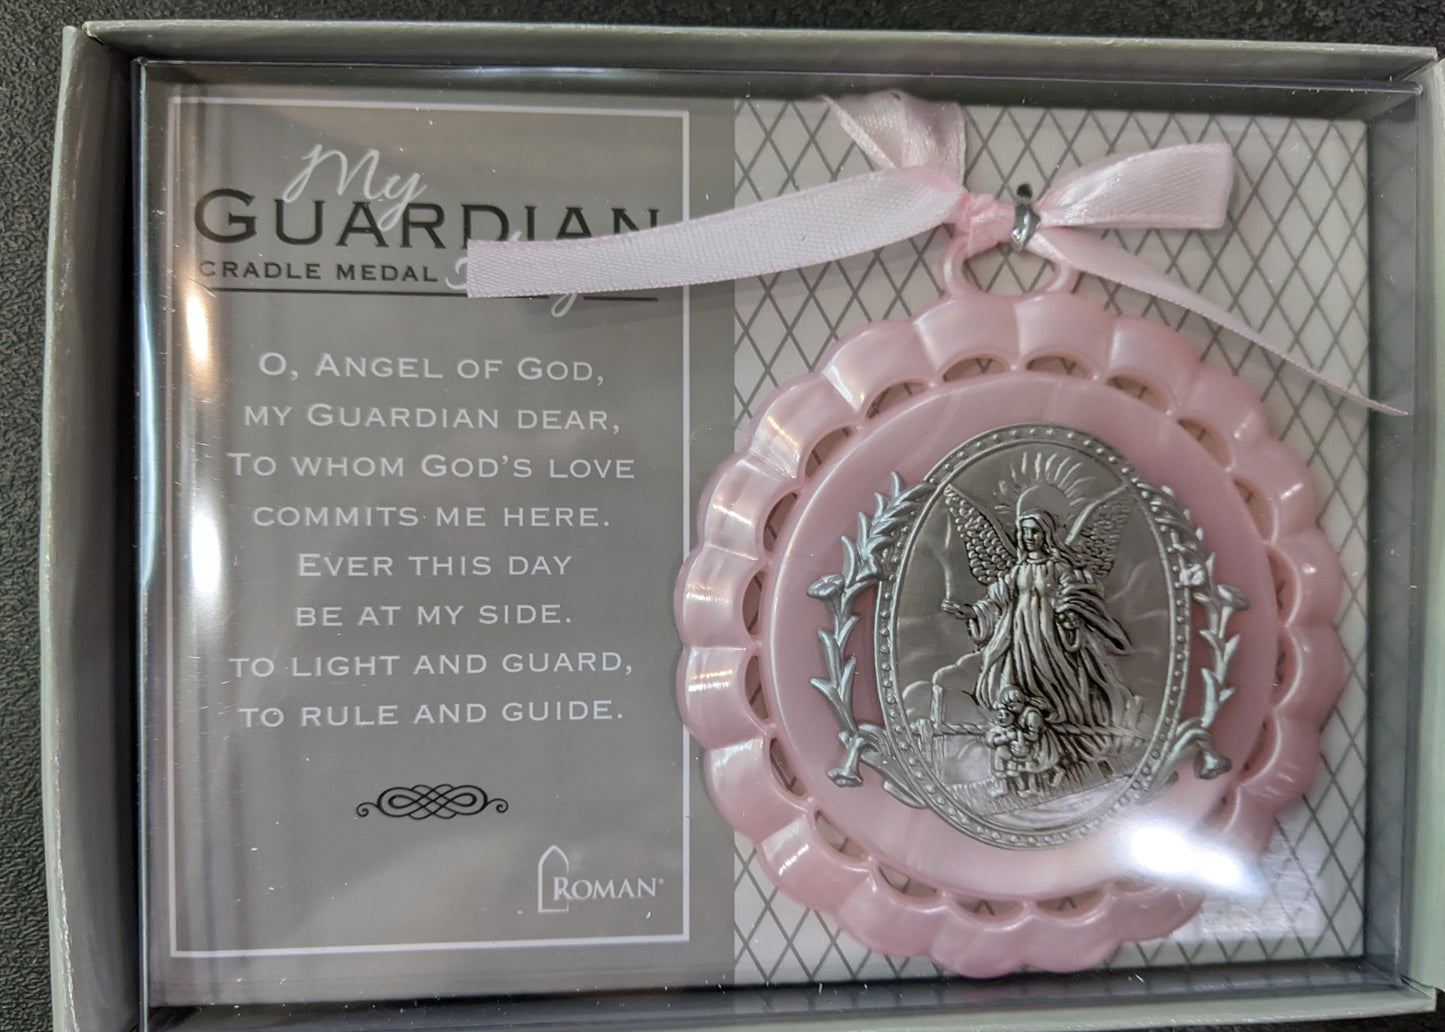 My
GUARDIAN
CRADLE MEDAL
O, ANGEL OF GOD,
MY GUARDIAN DEAR,
TO WHOM GOD'S LOVE
COMMITS ME HERE.
EVER THIS DAY
BE AT MY SIDE.
TO LIGHT AND GUARD,
TO RULE AND GUIDE.
ROMAN®